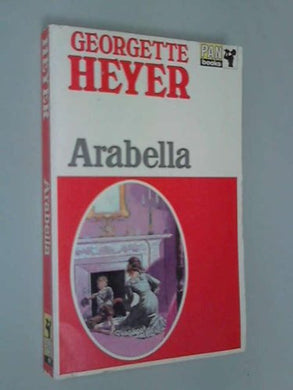 GEORGETTE
HEYER
PAN
books
Arabella
HEYER
Arabella